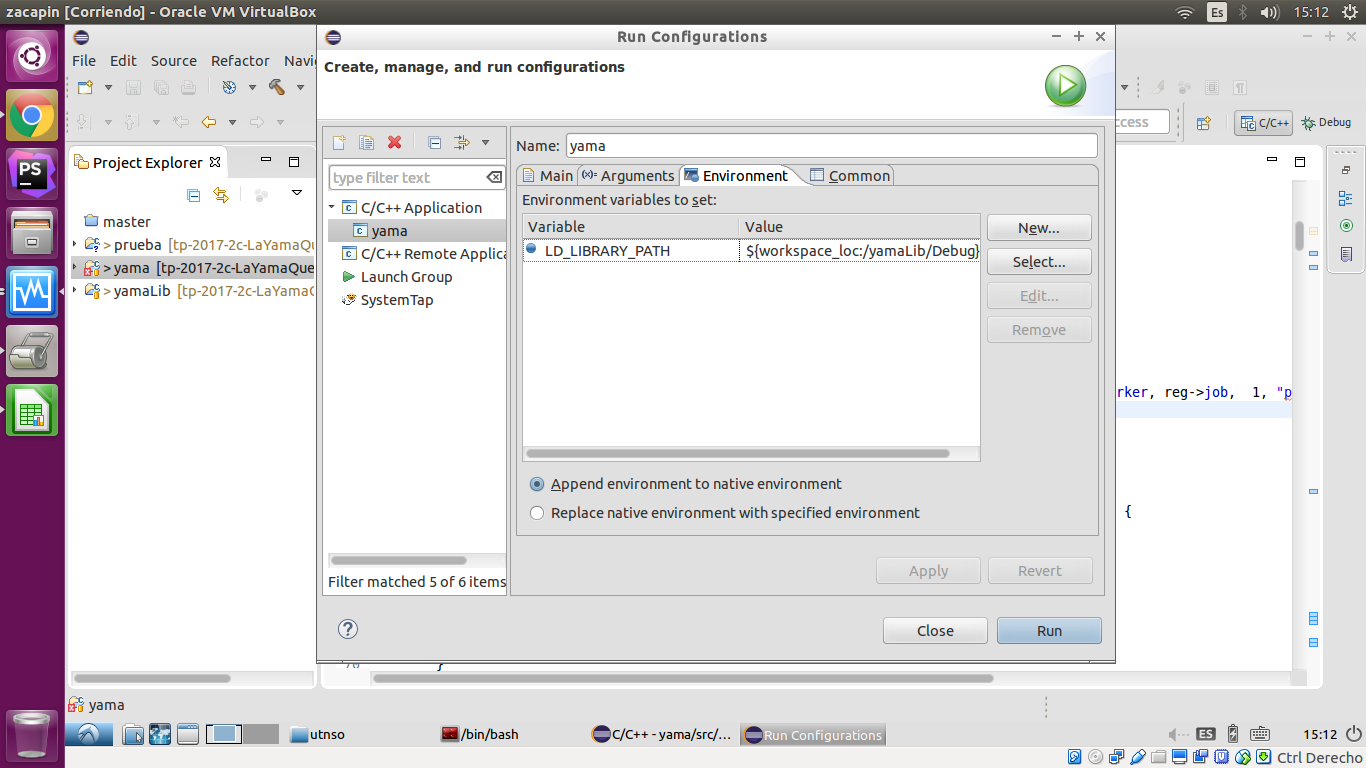 zacapin [Corriendo] - Oracle VM VirtualBox
Es
15:12
Run Configurations
File Edit Source Refactor Navi
Create, manage, and run configurations
cess
C/C++
Debug
Project Explorer
Name: yama
type filter text
Main
Arguments
Environment
Common
Environment variables to set:
C/C++ Application
master
Variable
Value
New...
yama
> prueba [tp-2017-2c-LaYamaQu
C/C++ Remote Applica
LD_LIBRARY_PATH
${workspace_loc:/yamaLib/Debug}
Select...
> yama [tp-2017-2c-LaYamaQue
Launch Group
> yamaLib [tp-2017-2c-LaYamaQ
SystemTap
Edit...
Remove
PS
rker, reg->job, 1, "p
Append environment to native environment
Replace native environment with specified environment
{
Apply
Revert
Filter matched 5 of 6 items
?
Close
Run
}
yama
utnso
/bin/bash
C/C++ - yama/src/...
Run Configurations
ES
15:12
Ctrl Derecho